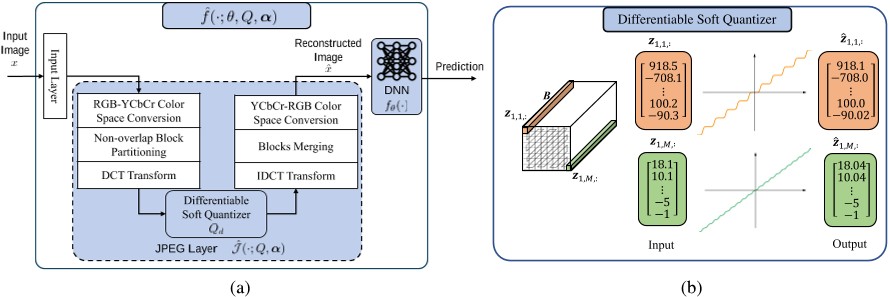 f̂(·; θ, Q, α)
Input
Image
x
Input Layer
RGB-YCbCr Color
Space Conversion
Non-overlap Block
Partitioning
DCT Transform
Differentiable
Soft Quantizer
Q_d
YCbCr-RGB Color
Space Conversion
Blocks Merging
IDCT Transform
JPEG Layer Ĵ(·; Q, α)
Reconstructed
Image
x̂
DNN
f_θ(·)
Prediction
(a)
Differentiable Soft Quantizer
B
z_{1,1,:}
z_{1,M,:}
z_{1,1,:}
918.5
−708.1
⋮
100.2
−90.3
ẑ_{1,1,:}
918.1
−708.0
⋮
100.0
−90.02
z_{1,M,:}
18.1
10.1
⋮
−5
−1
ẑ_{1,M,:}
18.04
10.04
⋮
−5
−1
Input
Output
(b)